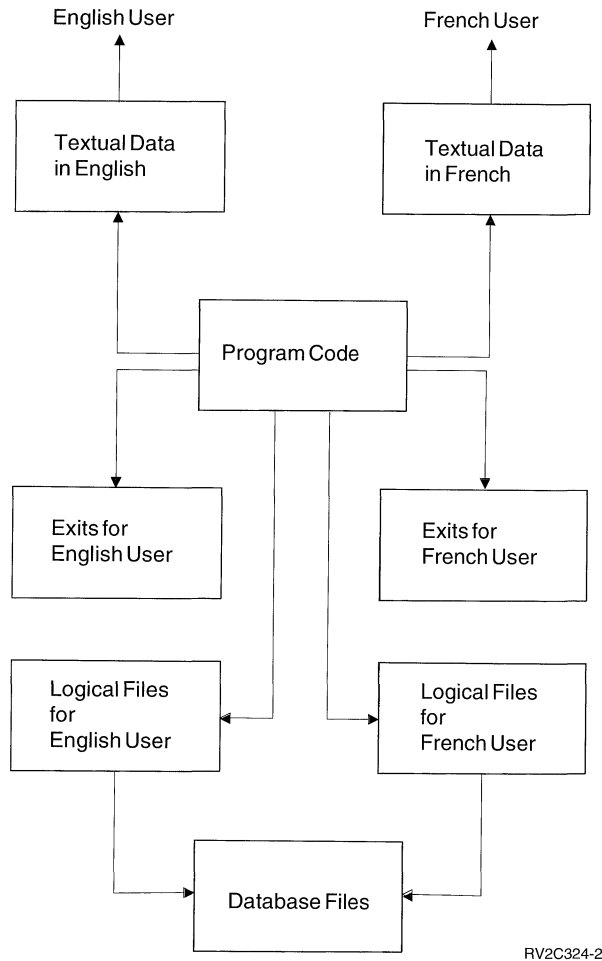 English User
French User
Textual Data
in English
Textual Data
in French
Program Code
Exits for
English User
Exits for
French User
Logical Files
for
English User
Logical Files
for
French User
Database Files
RV2C324-2